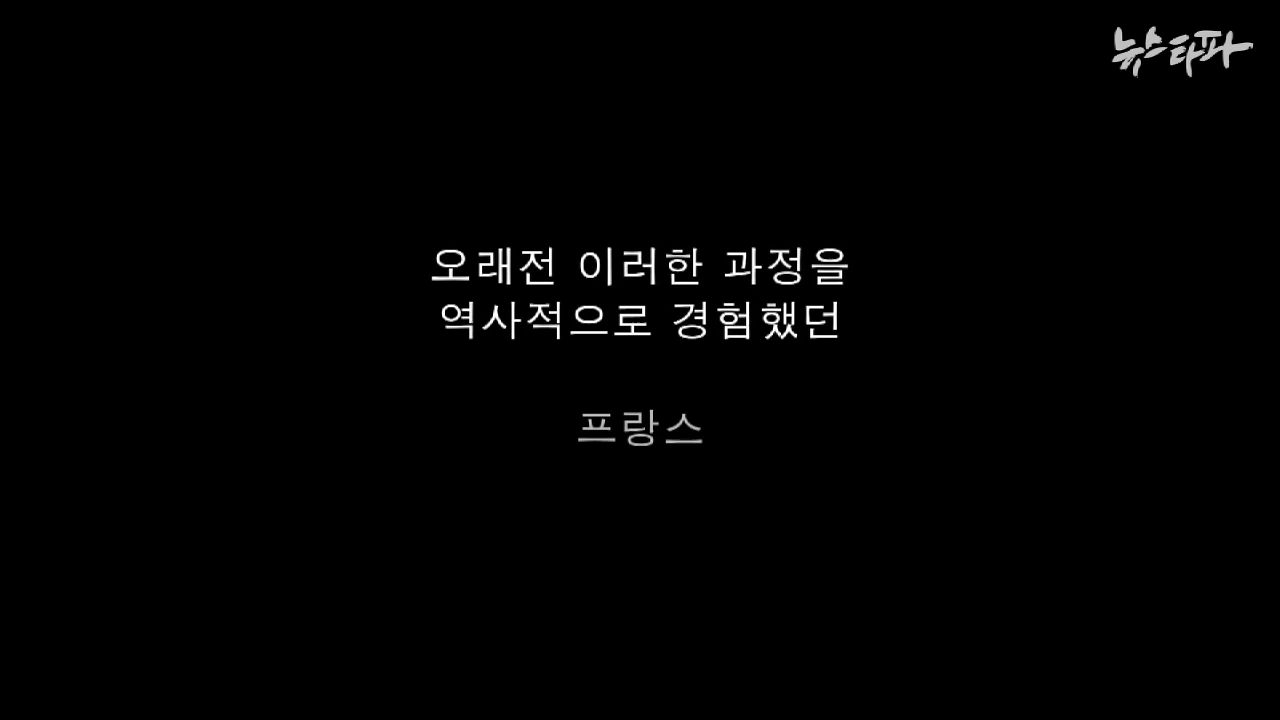 뉴스타파
오래전 이러한 과정을
역사적으로 경험했던
프랑스